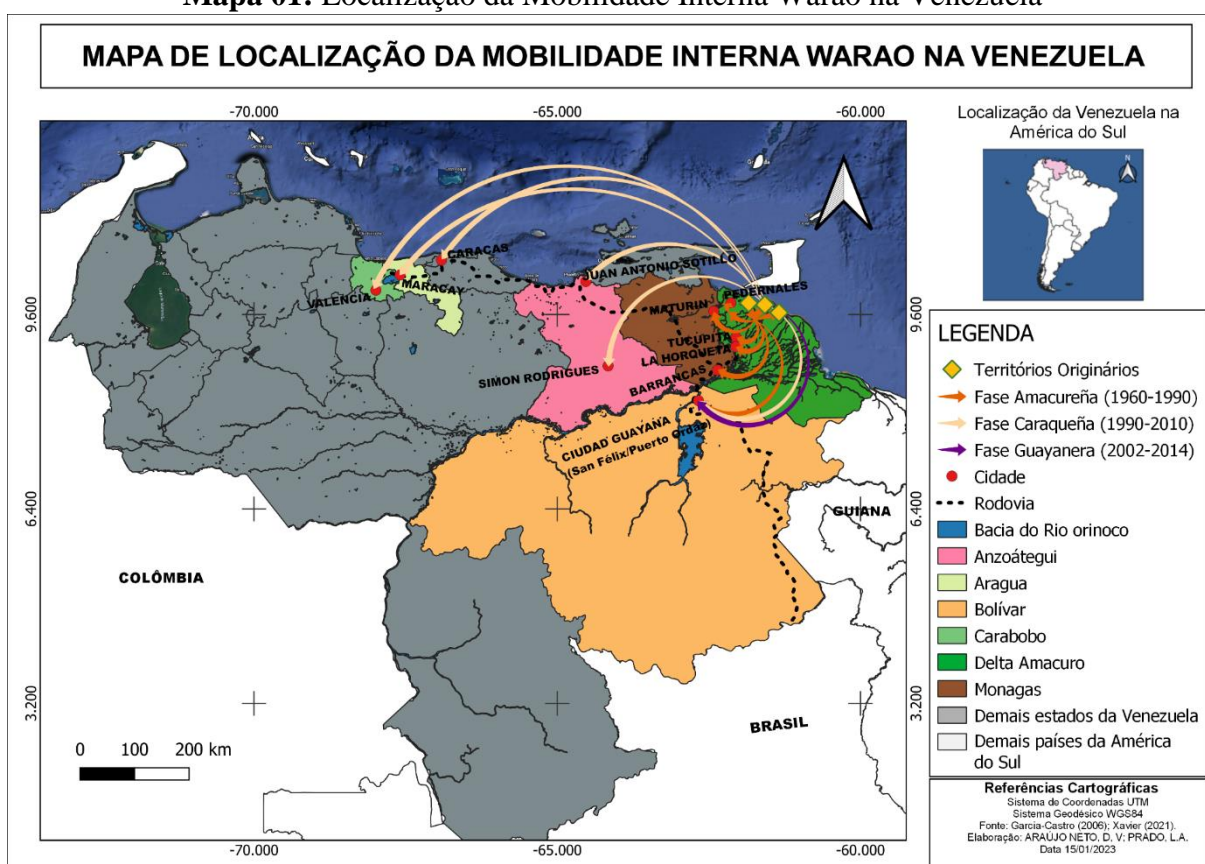 Mapa 01: Localização da Mobilidade Interna Warao na Venezuela
MAPA DE LOCALIZAÇÃO DA MOBILIDADE INTERNA WARAO NA VENEZUELA
-70.000
-65.000
-60.000
9.600
6.400
3.200
CARACAS
MARACAY
VALENCIA
JUAN ANTONIO SOTILLO
PEDERNALES
MATURIN
TUCUPITA
LA HORQUETA
BARRANCAS
SIMON RODRIGUES
CIUDAD GUAYANA
(San Félix/Puerto Ordaz)
GUIANA
COLÔMBIA
BRASIL
0 100 200 km
-70.000
-65.000
-60.000
9.600
6.400
3.200
Localização da Venezuela na
América do Sul
N
LEGENDA
Territórios Originários
Fase Amacureña (1960-1990)
Fase Caraqueña (1990-2010)
Fase Guayanera (2002-2014)
Cidade
Rodovia
Bacia do Rio orinoco
Anzoátegui
Aragua
Bolívar
Carabobo
Delta Amacuro
Monagas
Demais estados da Venezuela
Demais países da América
do Sul
Referências Cartográficas
Sistema de Coordenadas UTM
Sistema Geodésico WGS84
Fonte: Garcia-Castro (2006); Xavier (2021).
Elaboração: ARAÚJO NETO, D, V; PRADO, L.A.
Data 15/01/2023